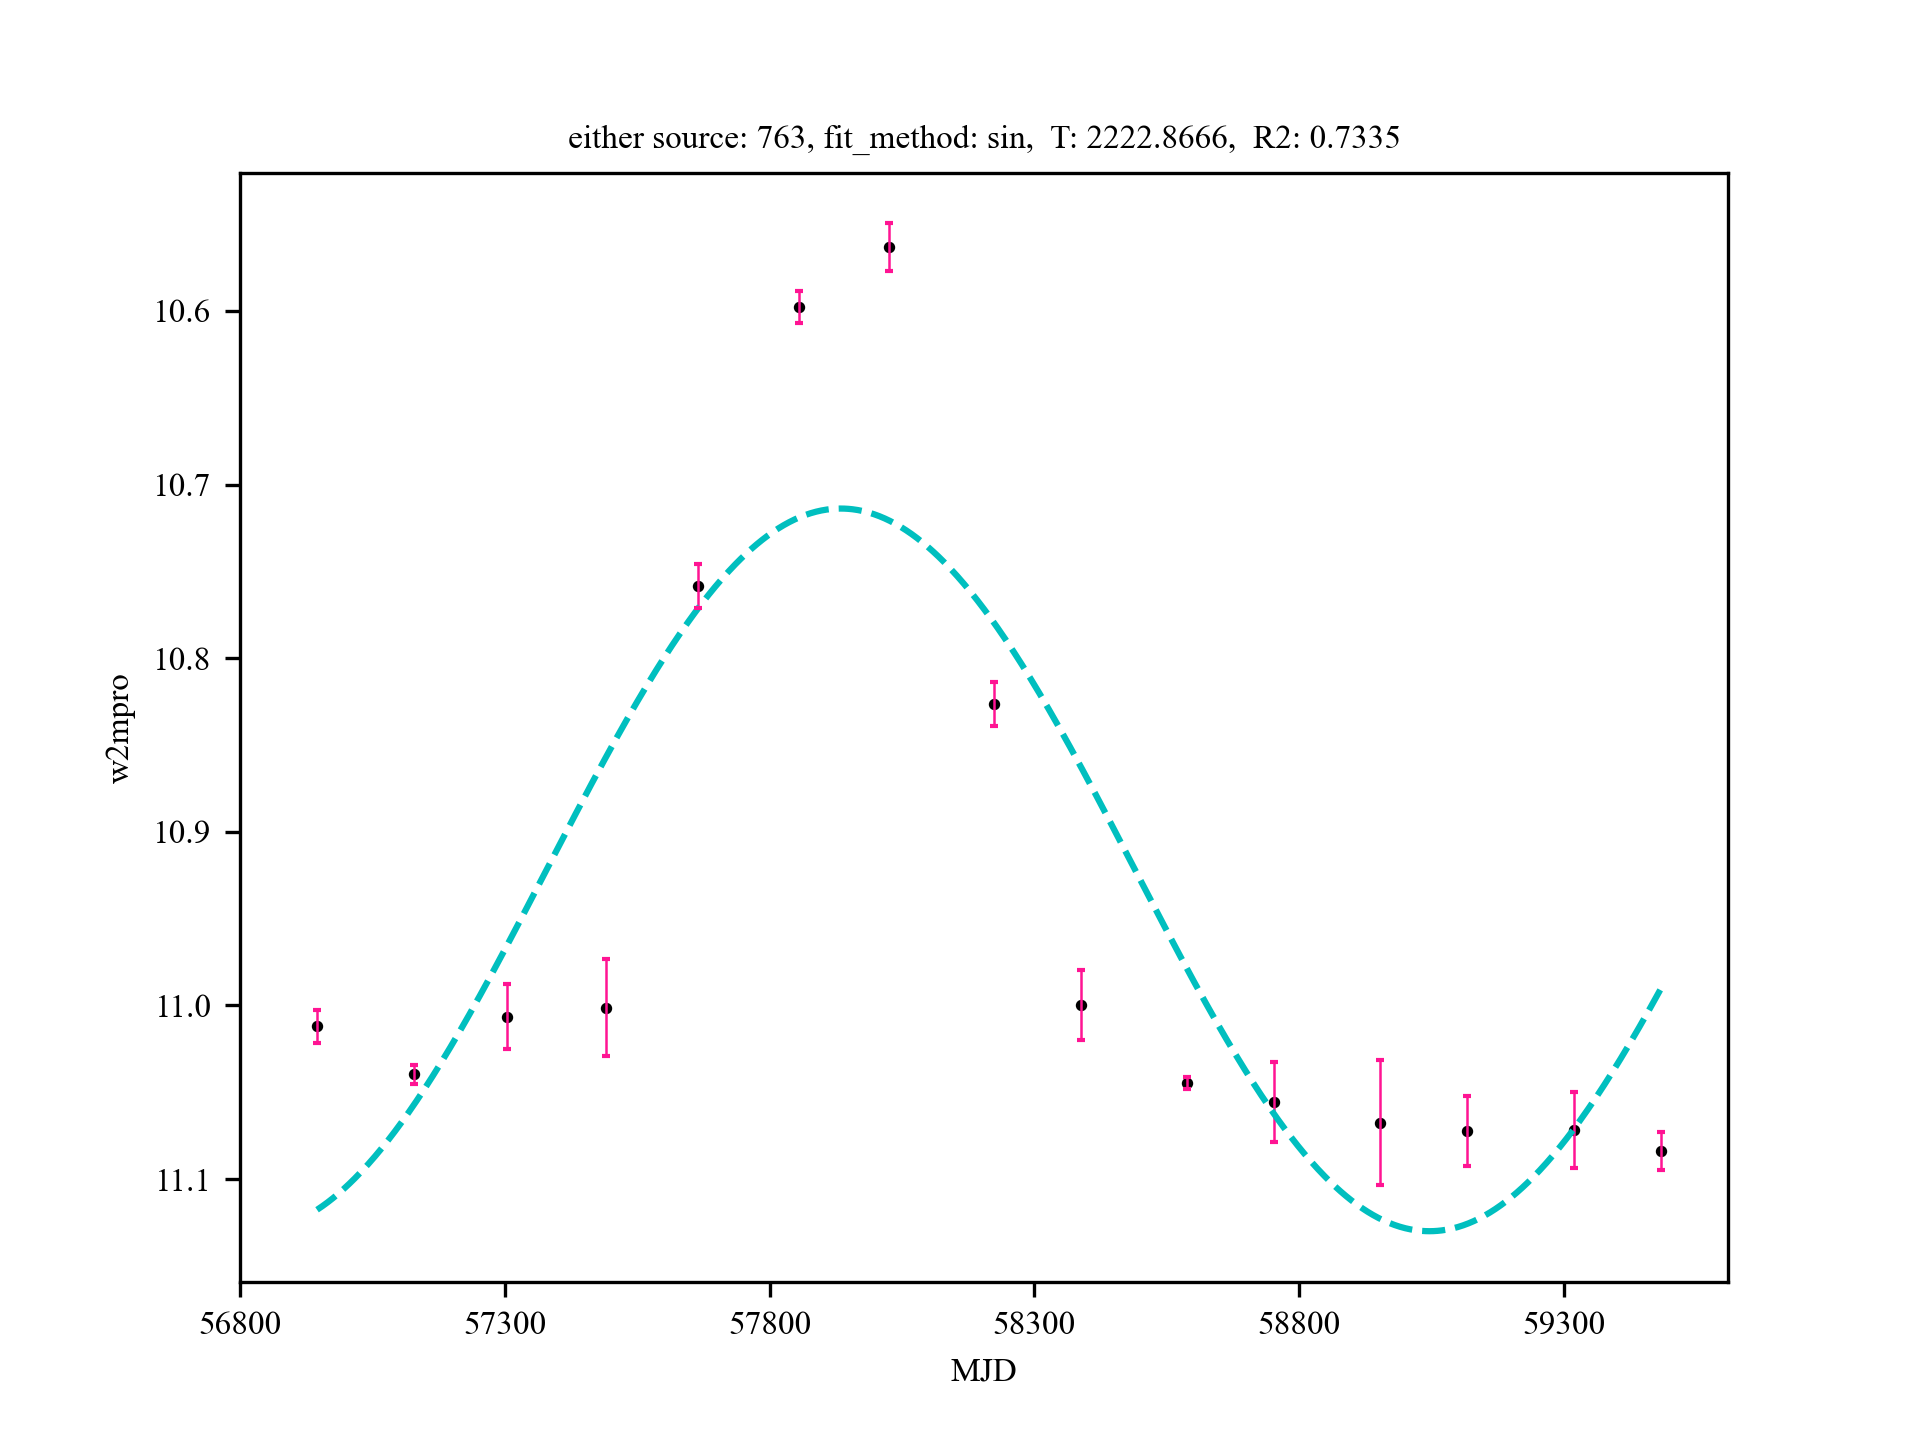 either source: 763, fit_method: sin,  T: 2222.8666,  R2: 0.7335
10.6
10.7
10.8
10.9
11.0
11.1
w2mpro
56800 57300 57800 58300 58800 59300
MJD